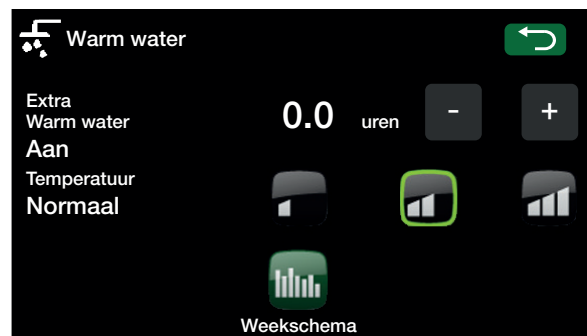 Warm water
Extra
Warm water
0.0 uren - +
Aan
Temperatuur
Normaal
Weekschema